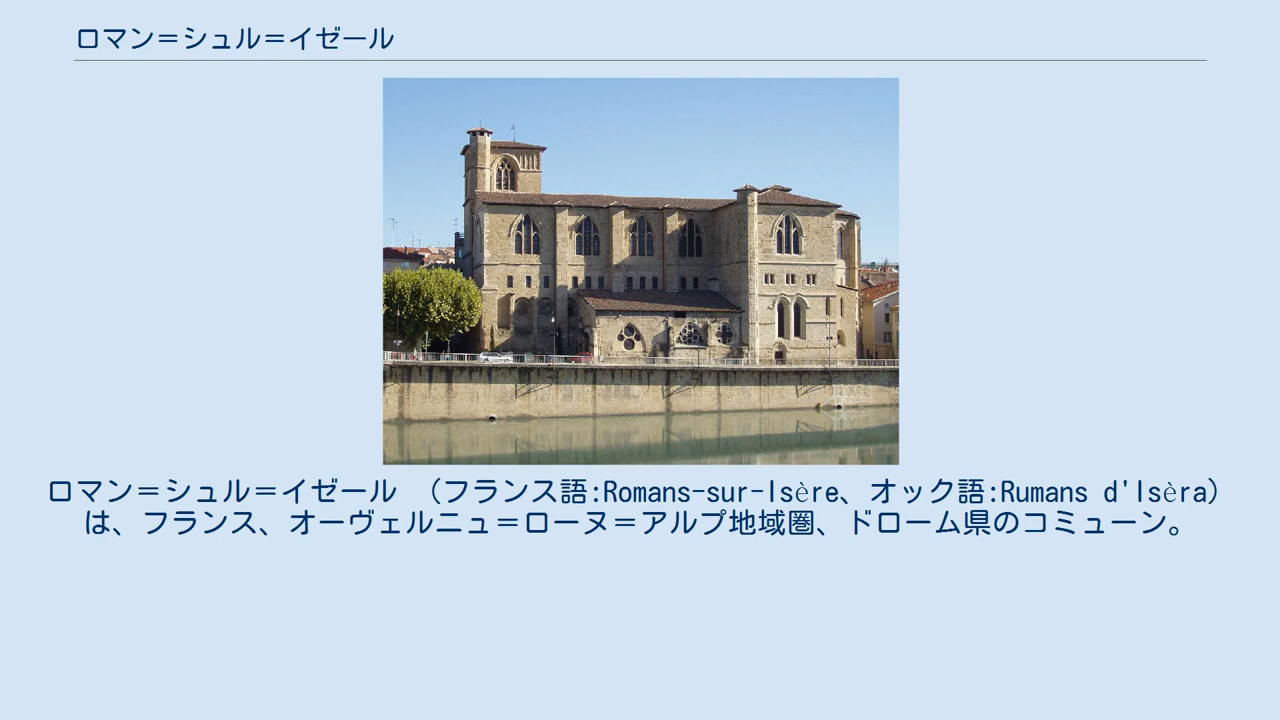 ロマン＝シュル＝イゼール
ロマン＝シュル＝イゼール　（フランス語:Romans-sur-Isère、オック語:Rumans d'Isèra）
は、フランス、オーヴェルニュ＝ローヌ＝アルプ地域圏、ドローム県のコミューン。